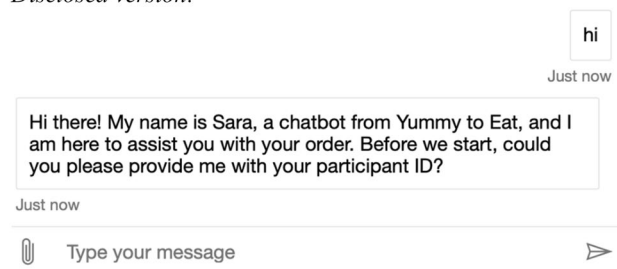 Disclosed version.
hi
Just now
Hi there! My name is Sara, a chatbot from Yummy to Eat, and I
am here to assist you with your order. Before we start, could
you please provide me with your participant ID?
Just now
Type your message